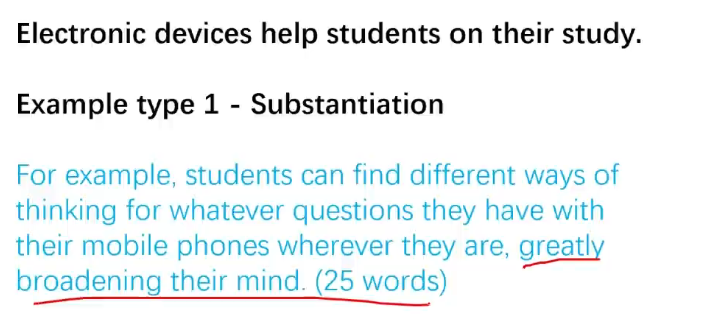 Electronic devices help students on their study.
Example type 1 - Substantiation
For example, students can find different ways of
thinking for whatever questions they have with
their mobile phones wherever they are, greatly
broadening their mind. (25 words)